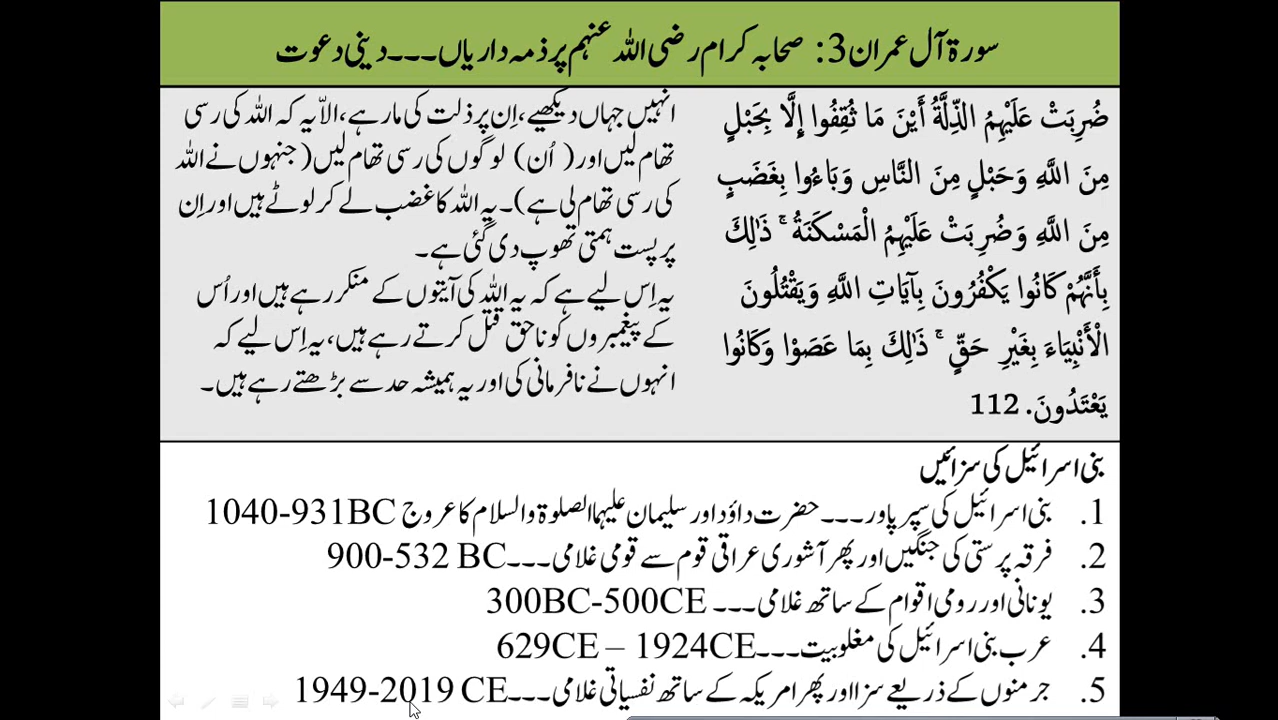 سورۃ آل عمران 3: صحابہ کرام رضی اللہ عنہم پر ذمہ داریاں۔۔۔دینی دعوت
ضُرِبَتْ عَلَيْهِمُ الذِّلَّةُ أَيْنَ مَا ثُقِفُوا إِلَّا بِحَبْلٍ
مِنَ اللَّهِ وَحَبْلٍ مِنَ النَّاسِ وَبَاءُوا بِغَضَبٍ
مِنَ اللَّهِ وَضُرِبَتْ عَلَيْهِمُ الْمَسْكَنَةُ ۚ ذَٰلِكَ
بِأَنَّهُمْ كَانُوا يَكْفُرُونَ بِآيَاتِ اللَّهِ وَيَقْتُلُونَ
الْأَنْبِيَاءَ بِغَيْرِ حَقٍّ ۚ ذَٰلِكَ بِمَا عَصَوْا وَكَانُوا
يَعْتَدُونَ. 112
انہیں جہاں دیکھیے، اِن پر ذلت کی مار ہے، الاّ یہ کہ اللہ کی رسی
تھام لیں اور( اُن) لوگوں کی رسی تھام لیں (جنہوں نے اللہ
کی رسی تھام لی ہے)۔ یہ اللہ کا غضب لے کر لوٹے ہیں اور اِن
پر پست ہمتی تھوپ دی گئی ہے۔
یہ اِس لیے ہے کہ یہ اللہ کی آیتوں کے منکر رہے ہیں اور اُس
کے پیغمبروں کو ناحق قتل کرتے رہے ہیں، یہ اِس لیے کہ
انہوں نے نافرمانی کی اور یہ ہمیشہ حد سے بڑھتے رہے ہیں۔
بنی اسرائیل کی سزائیں
1. بنی اسرائیل کی سپر پاور۔۔۔حضرت داؤد اور سلیمان علیہما الصلوۃ والسلام کا عروج 1040-931BC
2. فرقہ پرستی کی جنگیں اور پھر آشوری عراقی قوم سے قومی غلامی۔۔۔900-532 BC
3. یونانی اور رومی اقوام کے ساتھ غلامی۔۔۔ 300BC-500CE
4. عرب بنی اسرائیل کی مغلوبیت۔۔۔629CE – 1924CE
5. جرمنوں کے ذریعے سزا اور پھر امریکہ کے ساتھ نفسیاتی غلامی۔۔۔1949-2019 CE